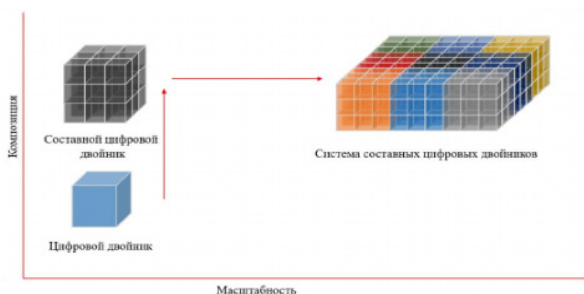 Композиция
Составной цифровой
двойник
Система составных цифровых двойников
Цифровой двойник
Масштабность